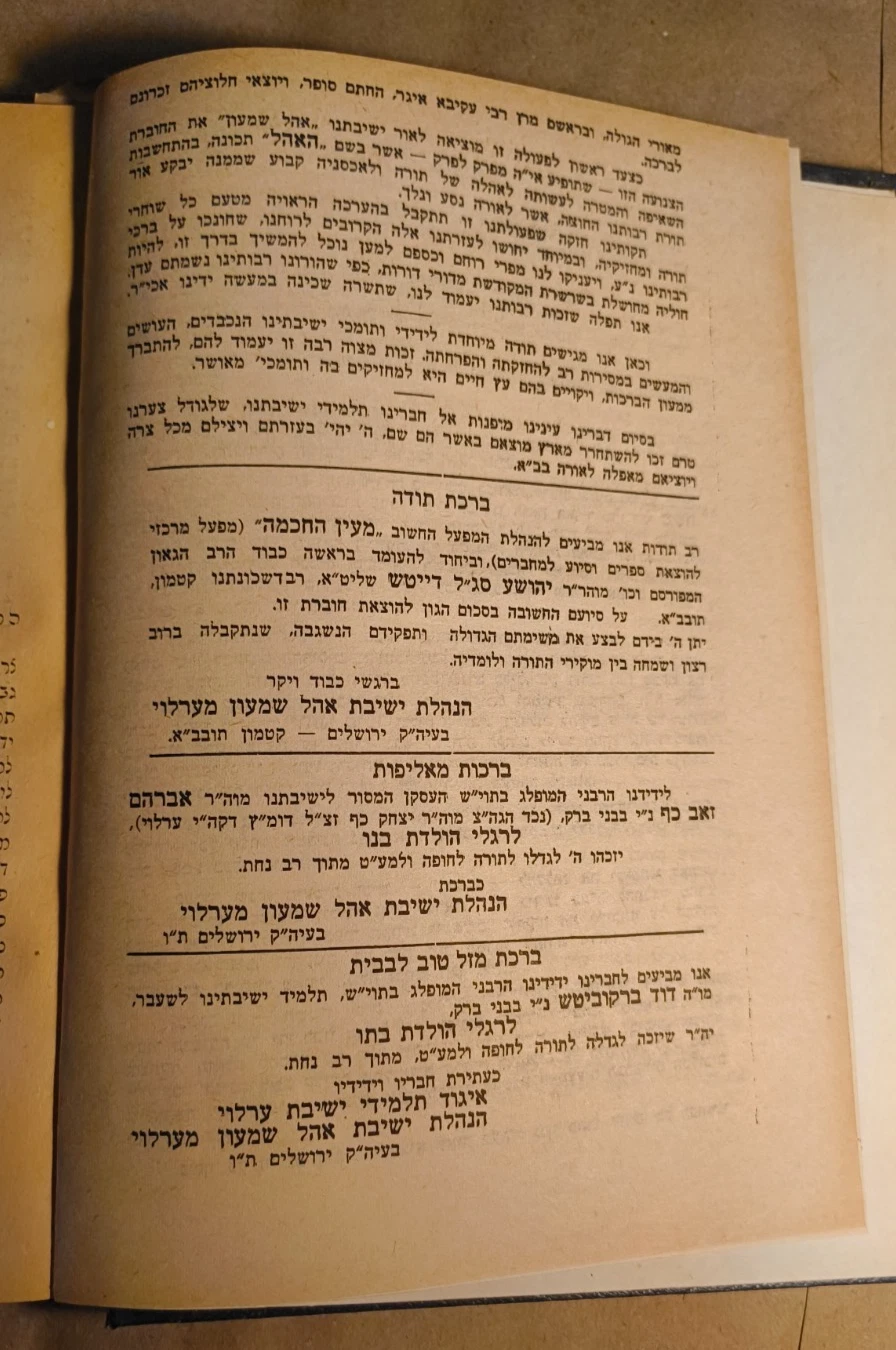 מאורי הגולה, ובראשם מרן רבי עקיבא איגר, החתם סופר, ויוצאי חלוציהם זכרונם
לברכה.
כצעד ראשון לפעולה זו מוציאה לאור ישיבתנו „אהל שמעון" את החוברת
הצנועה הזו — שתופיע אי״ה מפרק לפרק — אשר בשם „האהל" תכונה, בהתחשבות
השאיפה והמטרה לעשותה לאהלה של תורה ולאכסניה קבוע שממנה יבקע אור
תורת רבותנו החוצה, אשר לאורה נסע ונלך.
תקותינו חזקה שפעולתנו זו תתקבל בהערכה הראויה מטעם כל שוחרי
תורה ומחזיקיה, ובמיוחד יחושו לעזרתנו אלה הקרובים לרוחנו, שחונכו על ברכי
רבותינו נ״ע, ויעניקו לנו מפרי רוחם וכספם למען נוכל להמשיך בדרך זו, להיות
חוליה מחושלת בשרשרת המקודשת מדורי דורות, כפי שהורונו רבותינו נשמתם עדן.
אנו תפלה שזכות רבותנו יעמוד לנו, שתשרה שכינה במעשה ידינו אכי״ר.
וכאן אנו מגישים תודה מיוחדת לידידי ותומכי ישיבתינו הנכבדים, העושים
והמעשים במסירות רב להחזקתה והפרחתה. זכות מצוה רבה זו יעמוד להם, להתברך
ממעון הברכות, ויקויים בהם עץ חיים היא למחזיקים בה ותומכי׳ מאושר.
בסיום דברינו עינינו מופנות אל חברינו תלמידי ישיבתנו, שלגודל צערנו
טרם זכו להשתחרר מארץ מוצאם באשר הם שם, ה׳ יהי׳ בעזרתם ויצילם מכל צרה
ויוציאם מאפלה לאורה בב״א.
ברכת תודה
רב תודות אנו מביעים להנהלת המפעל החשוב „מעין החכמה" (מפעל מרכזי
להוצאת ספרים וסיוע למחברים), וביחוד להעומד בראשה כבוד הרב הגאון
המפורסם וכו׳ מוהר״ר יהושע סג״ל דייטש שליט״א, רב דשכונתנו קטמון,
תובב״א. על סיועם החשובה בסכום הגון להוצאת חוברת זו.
יתן ה׳ בידם לבצע את משימתם הגדולה ותפקידם הנשגבה, שנתקבלה ברוב
רצון ושמחה בין מוקירי התורה ולומדיה.
ברגשי כבוד ויקר
הנהלת ישיבת אהל שמעון מערלוי
בעיה״ק ירושלים — קטמון תובב״א.
ברכות מאליפות
לידידנו הרבני המופלג בתוי״ש העסקן המסור לישיבתנו מוה״ר אברהם
זאב כף נ״י בבני ברק, (נכד הגה״צ מוה״ר יצחק כף זצ״ל דומ״ץ דקה״י ערלוי),
לרגלי הולדת בנו
יזכהו ה׳ לגדלו לתורה לחופה ולמע״ט מתוך רב נחת.
כברכת
הנהלת ישיבת אהל שמעון מערלוי
בעיה״ק ירושלים ת״ו
ברכת מזל טוב לבבית
אנו מביעים לחברינו ידידינו הרבני המופלג בתוי״ש, תלמיד ישיבתינו לשעבר,
מו״ה דוד ברקוביטש נ״י בבני ברק,
לרגלי הולדת בתו
יה״ר שיזכה לגדלה לתורה לחופה ולמע״ט, מתוך רב נחת.
כעתירת חבריו וידידיו
איגוד תלמידי ישיבת ערלוי
הנהלת ישיבת אהל שמעון מערלוי
בעיה״ק ירושלים ת״ו